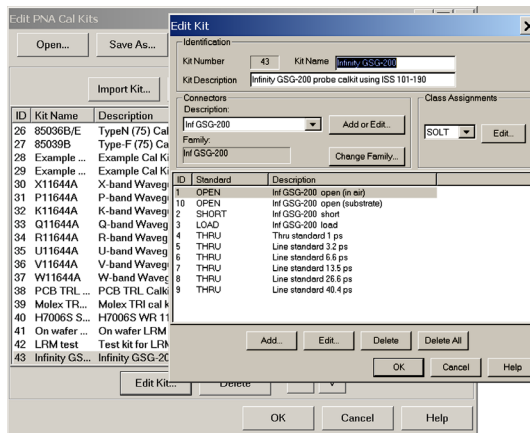 Edit PNA Cal Kits
Open...
Save As...
Import Kit...
ID Kit Name Description
26 85036B/E TypeN (75) Cal
27 85039B Type-F (75) Cal
28 Example ... Example Cal Ki
29 Example ... Example Cal Ki
30 X11644A X-band Waveg
31 P11644A P-band Waveg
32 K11644A K-band Waveg
33 Q11644A Q-band Waveg
34 R11644A R-band Waveg
35 U11644A U-band Waveg
36 V11644A V-band Waveg
37 W11644A W-band Waveg
38 PCB TRL ... PCB TRL Calki
39 Molex TR... Molex TRl cal k
40 H7006S S... H7006S WR 11
41 On wafer ... On wafer LRM
42 LRM test Test kit for LRM
43 Infinity GS... Infinity GSG-20
Edit Kit...
Delete
OK
Cancel
Help
Edit Kit
Identification
Kit Number 43 Kit Name Infinity GSG-200
Kit Description Infinity GSG-200 probe calkit using ISS 101-190
Connectors
Description:
Inf GSG-200
Add or Edit...
Family:
Inf GSG-200
Change Family...
Class Assignments
SOLT
Edit...
ID Standard Description
1 OPEN Inf GSG-200 open (in air)
10 OPEN Inf GSG-200 open (substrate)
2 SHORT Inf GSG-200 short
3 LOAD Inf GSG-200 load
4 THRU Thru standard 1 ps
5 THRU Line standard 3.2 ps
6 THRU Line standard 6.6 ps
7 THRU Line standard 13.5 ps
8 THRU Line standard 26.6 ps
9 THRU Line standard 40.4 ps
Add...
Edit...
Delete
Delete All
OK
Cancel
Help